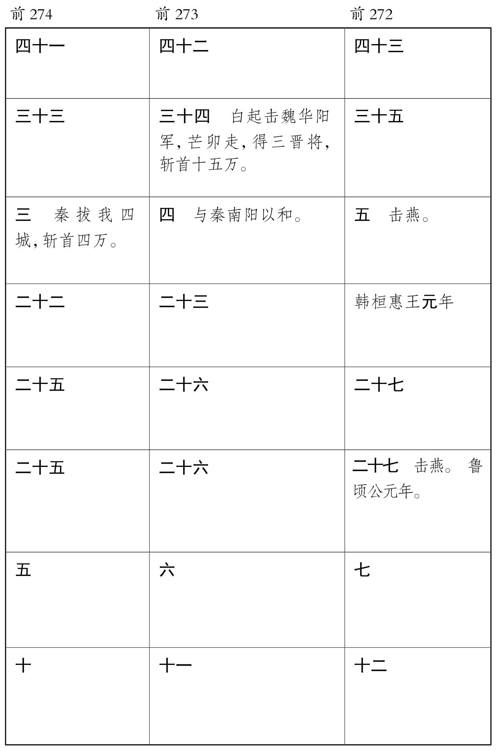 前 274 前 273 前 272
四十一 四十二 四十三
三十三 三十四 白起击魏华阳 三十五
军，芒卯走，得三晋将，
斩首十五万。
三 秦拔我四 四 与秦南阳以和。 五 击燕。
城，斩首四万。
二十二 二十三 韩桓惠王元年
二十五 二十六 二十七
二十五 二十六 二十七 击燕。 鲁
顷公元年。
五 六 七
十 十一 十二